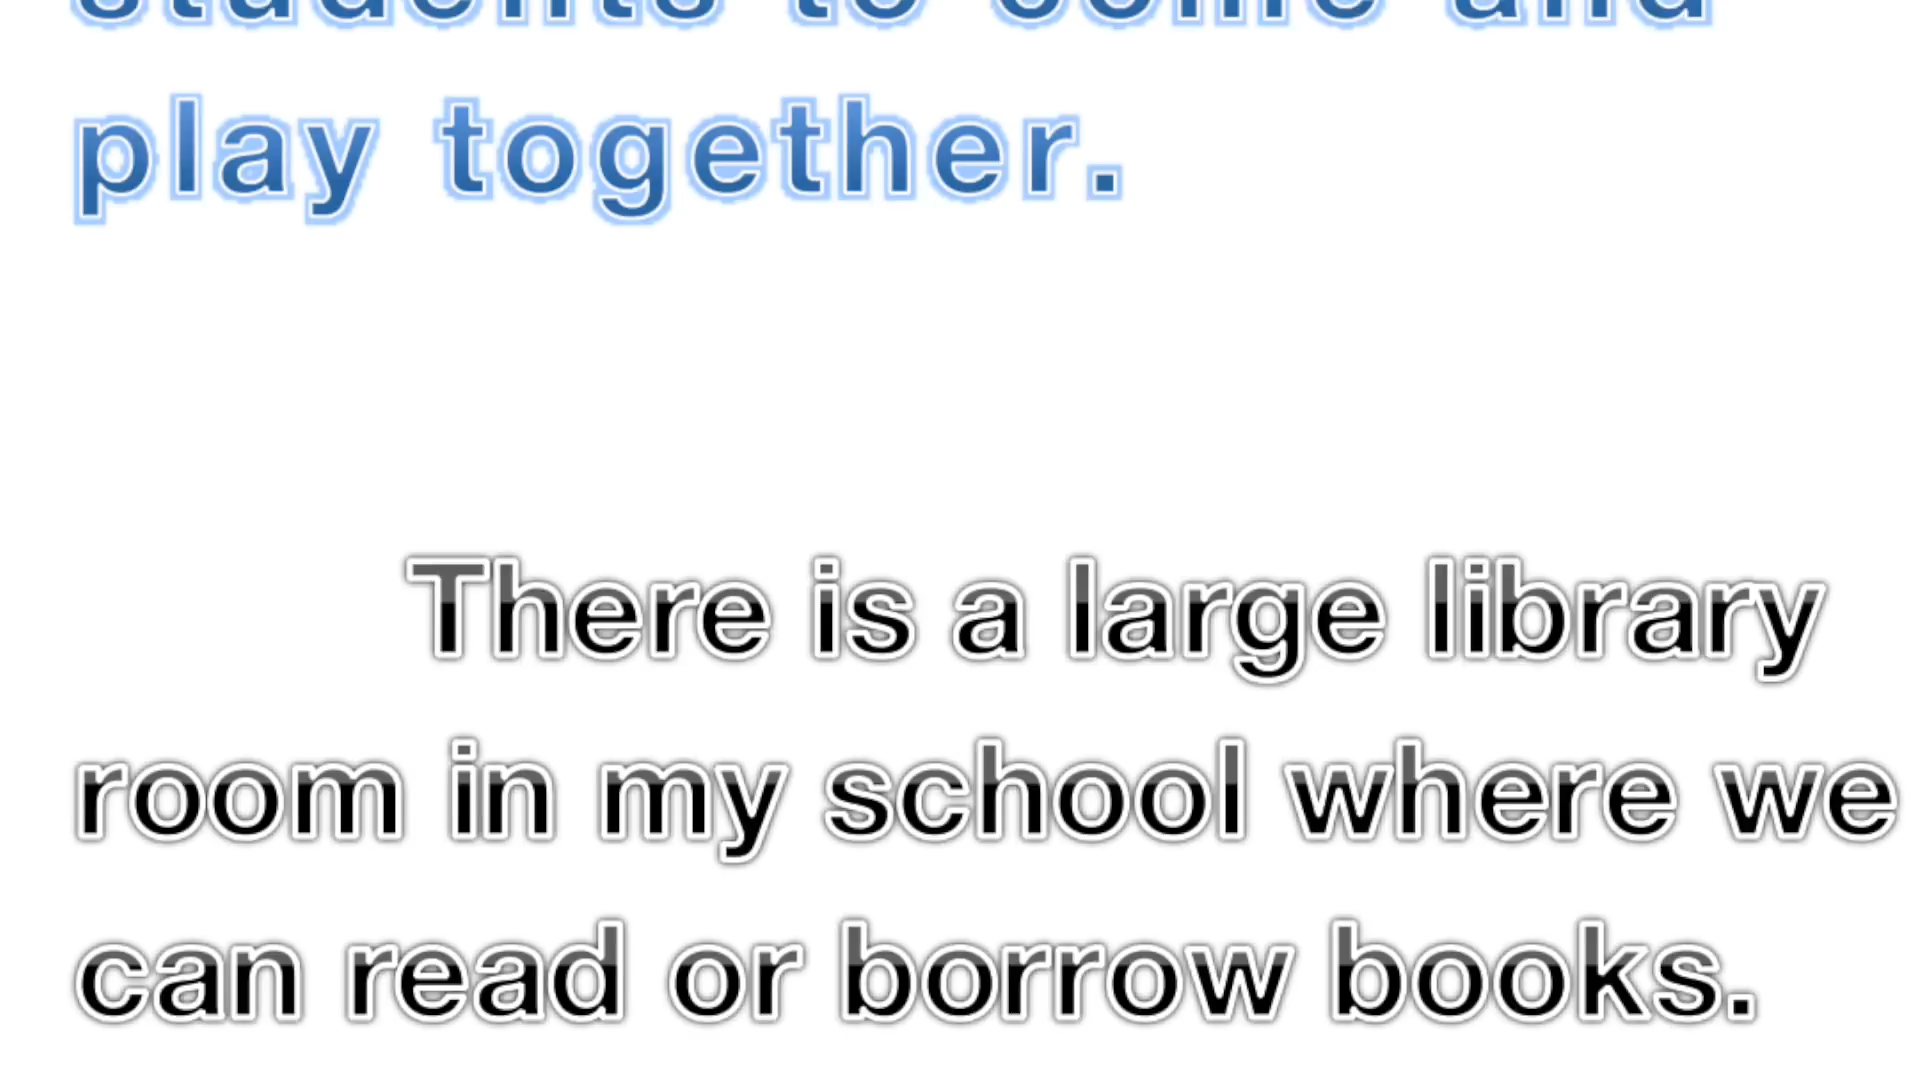 students to come and
play together.
There is a large library
room in my school where we
can read or borrow books.